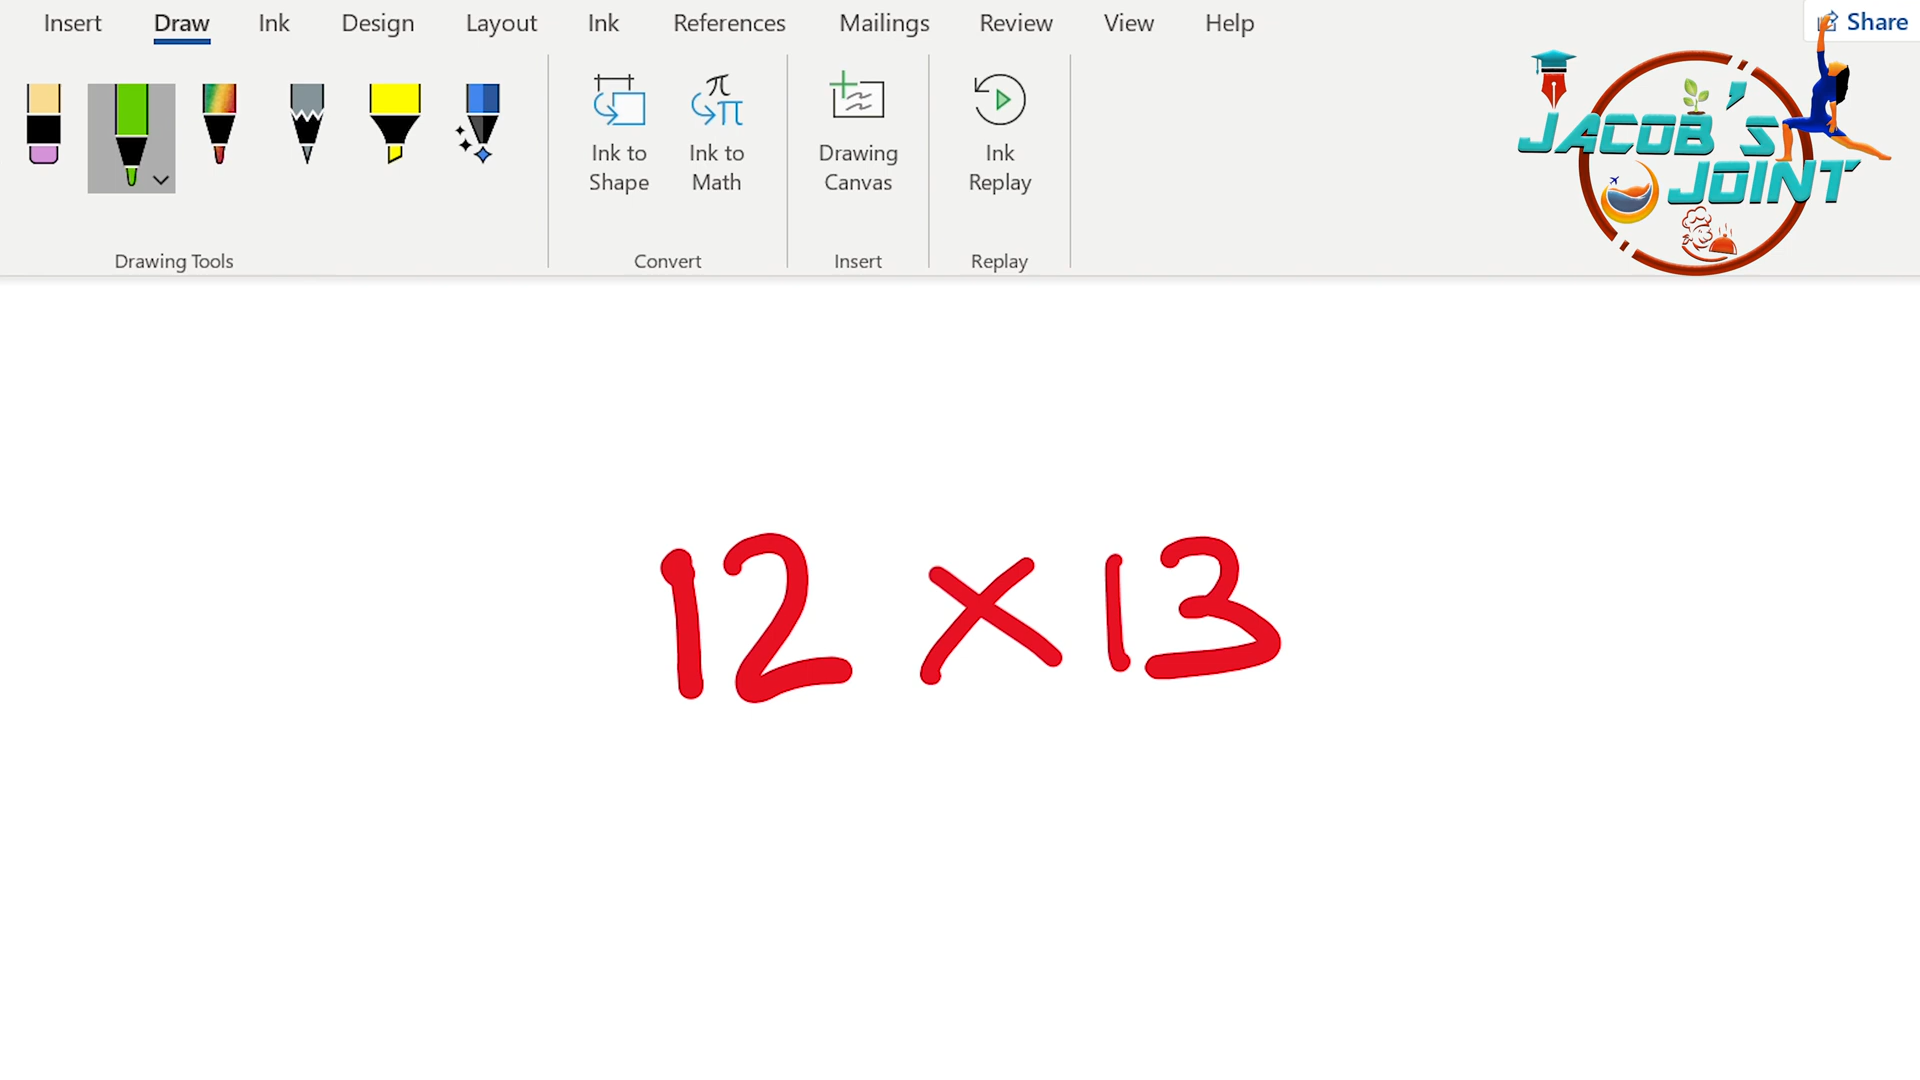 Insert Draw Ink Design Layout Ink References Mailings Review View Help Share
JACOB'S
JOINT
Ink to Shape
Ink to Math
Drawing Canvas
Ink Replay
Drawing Tools Convert Insert Replay
12 × 13